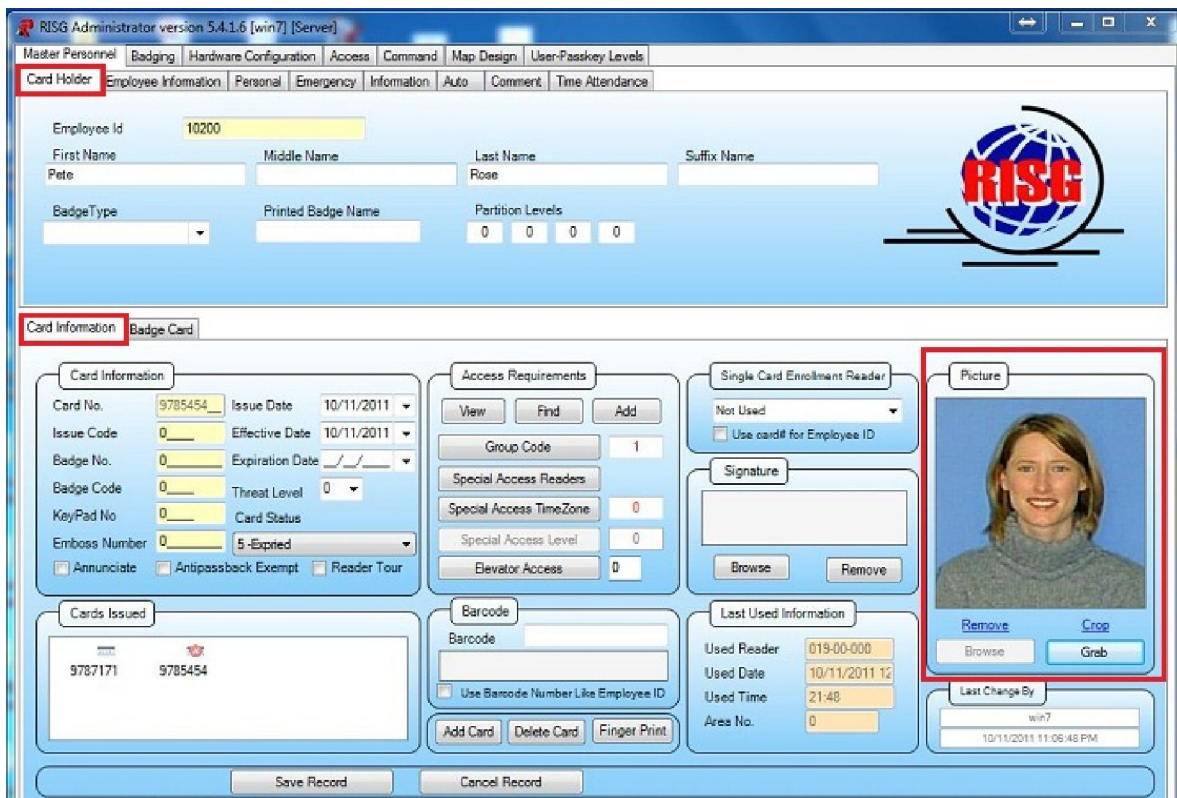 RISG Administrator version 5.4.1.6 [win7] [Server]
Master Personnel Badging Hardware Configuration Access Command Map Design User-Passkey Levels
Card Holder Employee Information Personal Emergency Information Auto Comment Time Attendance
Employee Id 10200
First Name Middle Name Last Name Suffix Name
Pete Rose
BadgeType Printed Badge Name Partition Levels
0 0 0 0
RISG
Card Information Badge Card
Card Information
Card No. 9785454__ Issue Date 10/11/2011
Issue Code 0____ Effective Date 10/11/2011
Badge No. 0______ Expiration Date __/__/____
Badge Code 0____ Threat Level 0
KeyPad No 0____ Card Status
Emboss Number 0______ 5 -Expried
Annunciate Antipassback Exempt Reader Tour
Access Requirements
View Find Add
Group Code 1
Special Access Readers
Special Access TimeZone 0
Special Access Level 0
Elevator Access 0
Single Card Enrollment Reader
Not Used
Use card# for Employee ID
Signature
Browse Remove
Picture
Remove Crop
Browse Grab
Cards Issued
9787171 9785454
Barcode
Barcode
Use Barcode Number Like Employee ID
Add Card Delete Card Finger Print
Last Used Information
Used Reader 019-00-000
Used Date 10/11/2011 12
Used Time 21:48
Area No. 0
Last Change By
win7
10/11/2011 11:06:48 PM
Save Record Cancel Record